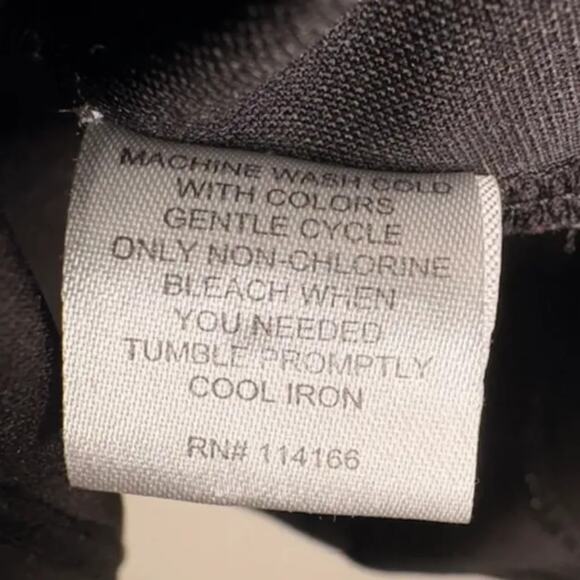 MACHINE WASH COLD
WITH COLORS
GENTLE CYCLE
ONLY NON-CHLORINE
BLEACH WHEN
YOU NEEDED
TUMBLE PROMPTLY
COOL IRON
RN# 114166